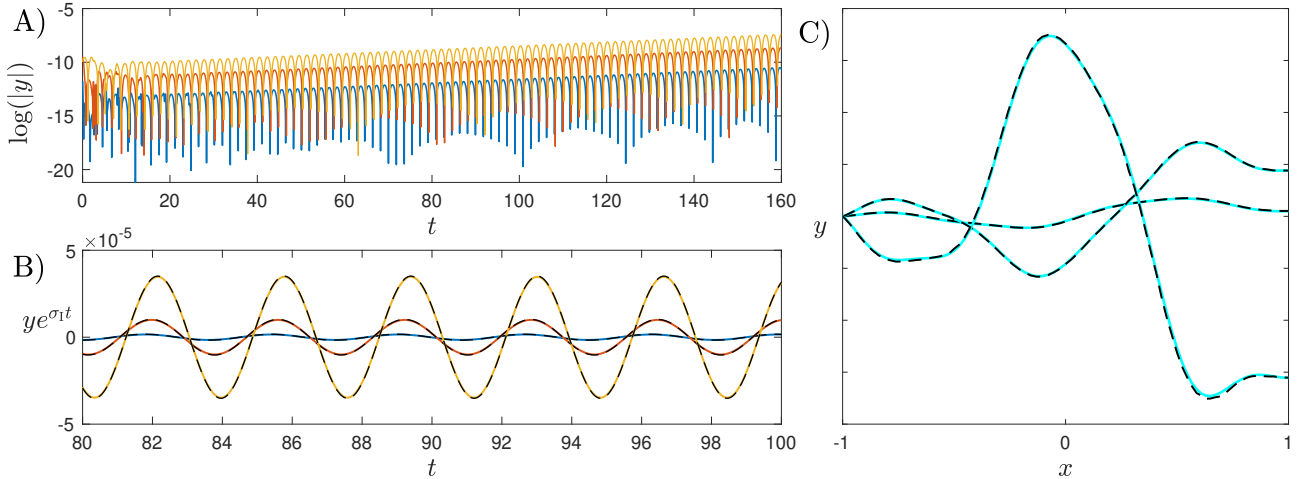 A)
log(|y|)
-5
-10
-15
-20
0 20 40 60 80 100 120 140 160
t
B)
×10⁻⁵
ye^{σ_I t}
5
0
-5
80 82 84 86 88 90 92 94 96 98 100
t
C)
y
-1 0 1
x